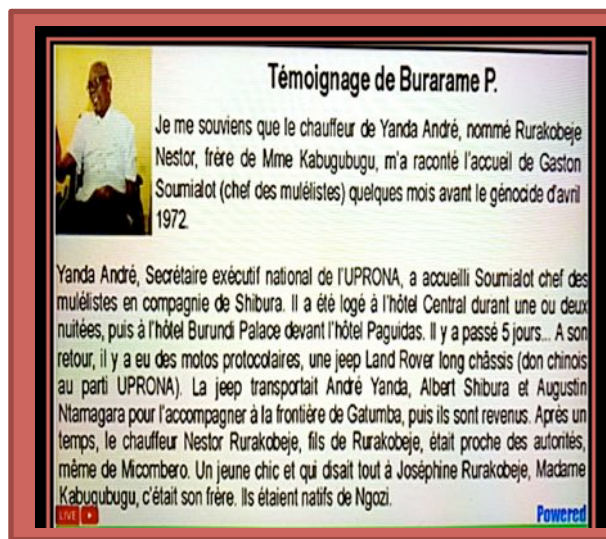 Témoignage de Burarame P.
Je me souviens que le chauffeur de Yanda André, nommé Rurakobeje
Nestor, frère de Mme Kabugubugu, m'a raconté l'accueil de Gaston
Soumialot (chef des mulélistes) quelques mois avant le génocide d'avril
1972.
Yanda André, Secrétaire exécutif national de l'UPRONA, a accueilli Soumialot chef des
mulélistes en compagnie de Shibura. Il a été logé à l'hôtel Central durant une ou deux
nuitées, puis à l'hôtel Burundi Palace devant l'hôtel Paguidas. Il y a passé 5 jours... A son
retour, il y a eu des motos protocolaires, une jeep Land Rover long châssis (don chinois
au parti UPRONA). La jeep transportait André Yanda, Albert Shibura et Augustin
Ntamagara pour l'accompagner à la frontière de Gatumba, puis ils sont revenus. Après un
temps, le chauffeur Nestor Rurakobeje, fils de Rurakobeje, était proche des autorités,
même de Micombero. Un jeune chic et qui disait tout à Joséphine Rurakobeje, Madame
Kabugubugu, c'était son frère. Ils étaient natifs de Ngozi.
LIVE
Powered